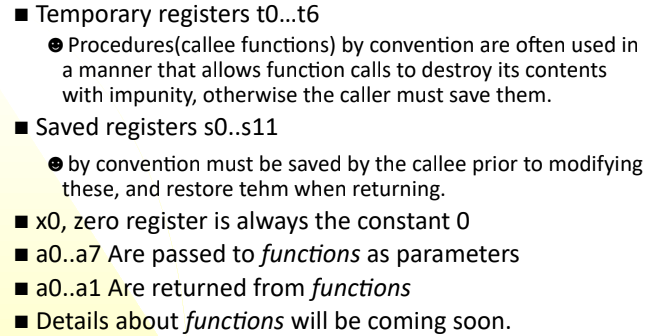 ■ Temporary registers t0...t6
☻ Procedures(callee functions) by convention are often used in
a manner that allows function calls to destroy its contents
with impunity, otherwise the caller must save them.
■ Saved registers s0..s11
☻ by convention must be saved by the callee prior to modifying
these, and restore tehm when returning.
■ x0, zero register is always the constant 0
■ a0..a7 Are passed to functions as parameters
■ a0..a1 Are returned from functions
■ Details about functions will be coming soon.